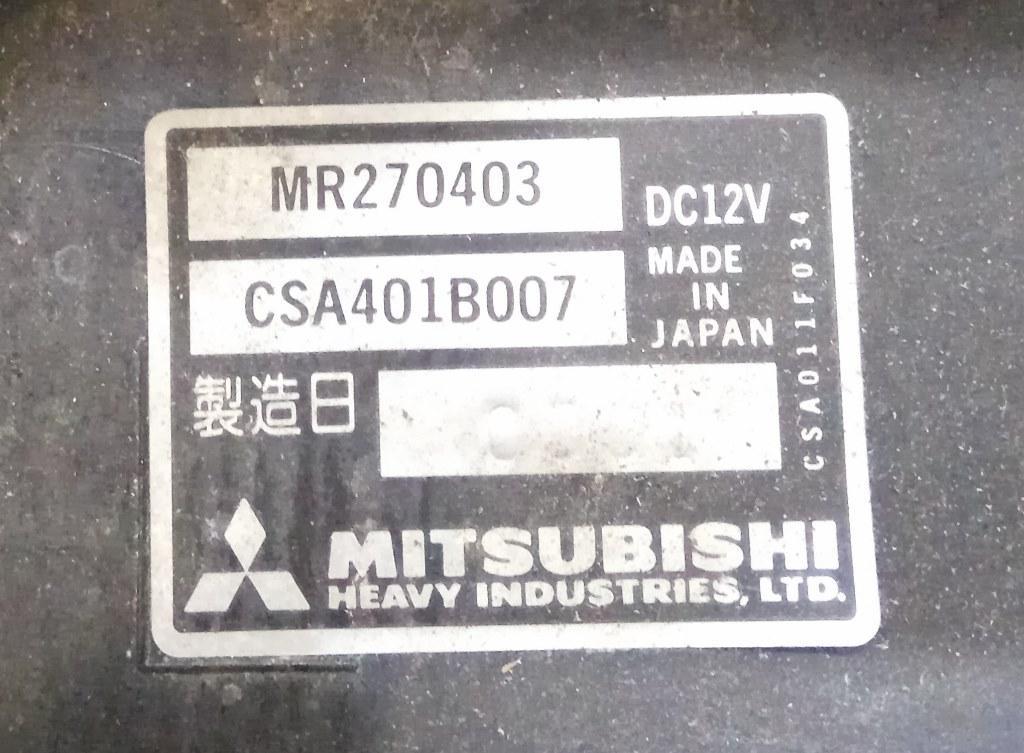 MR270403
DC12V
CSA401B007
MADE
IN
JAPAN
製造日
CSA011F034
MITSUBISHI
HEAVY INDUSTRIES, LTD.